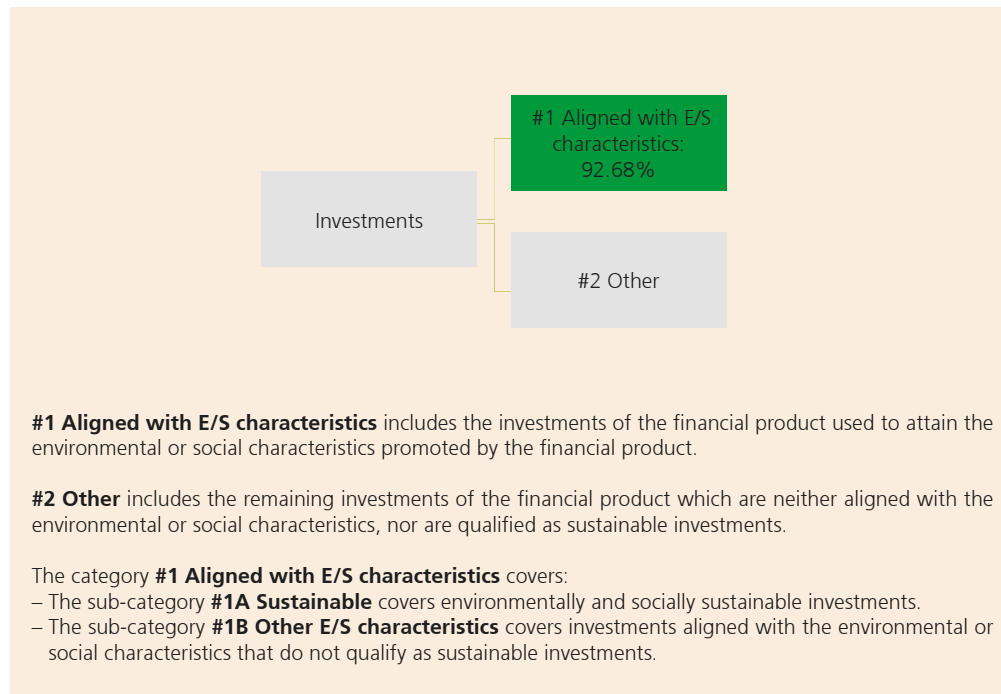 #1 Aligned with E/S
characteristics:
92.68%
Investments
#2 Other
#1 Aligned with E/S characteristics includes the investments of the financial product used to attain the
environmental or social characteristics promoted by the financial product.
#2 Other includes the remaining investments of the financial product which are neither aligned with the
environmental or social characteristics, nor are qualified as sustainable investments.
The category #1 Aligned with E/S characteristics covers:
– The sub-category #1A Sustainable covers environmentally and socially sustainable investments.
– The sub-category #1B Other E/S characteristics covers investments aligned with the environmental or
social characteristics that do not qualify as sustainable investments.